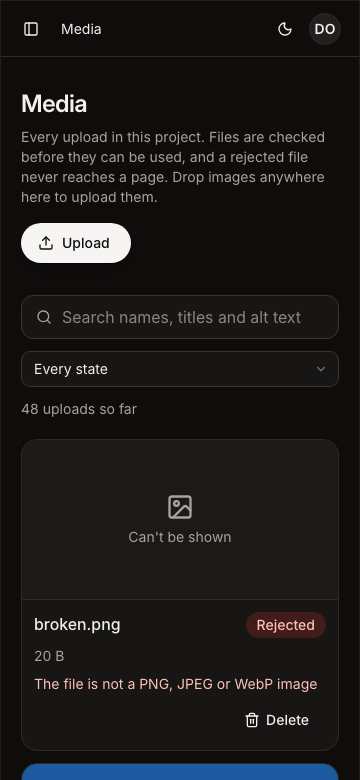 Media
DO
Media
Every upload in this project. Files are checked
before they can be used, and a rejected file
never reaches a page. Drop images anywhere
here to upload them.
Upload
Search names, titles and alt text
Every state
48 uploads so far
Can't be shown
broken.png
Rejected
20 B
The file is not a PNG, JPEG or WebP image
Delete